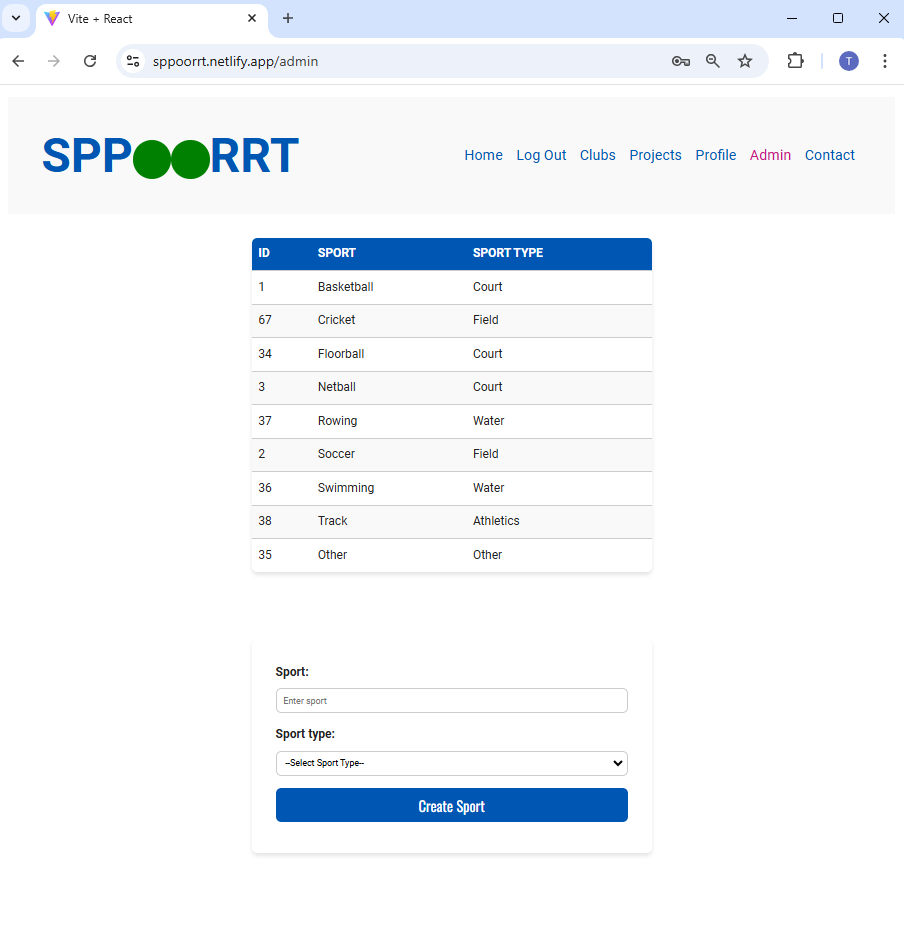 Vite + React
sppoorrt.netlify.app/admin
T
SPPRRT
Home Log Out Clubs Projects Profile Admin Contact
ID SPORT SPORT TYPE
1 Basketball Court
67 Cricket Field
34 Floorball Court
3 Netball Court
37 Rowing Water
2 Soccer Field
36 Swimming Water
38 Track Athletics
35 Other Other
Sport:
Enter sport
Sport type:
--Select Sport Type--
Create Sport